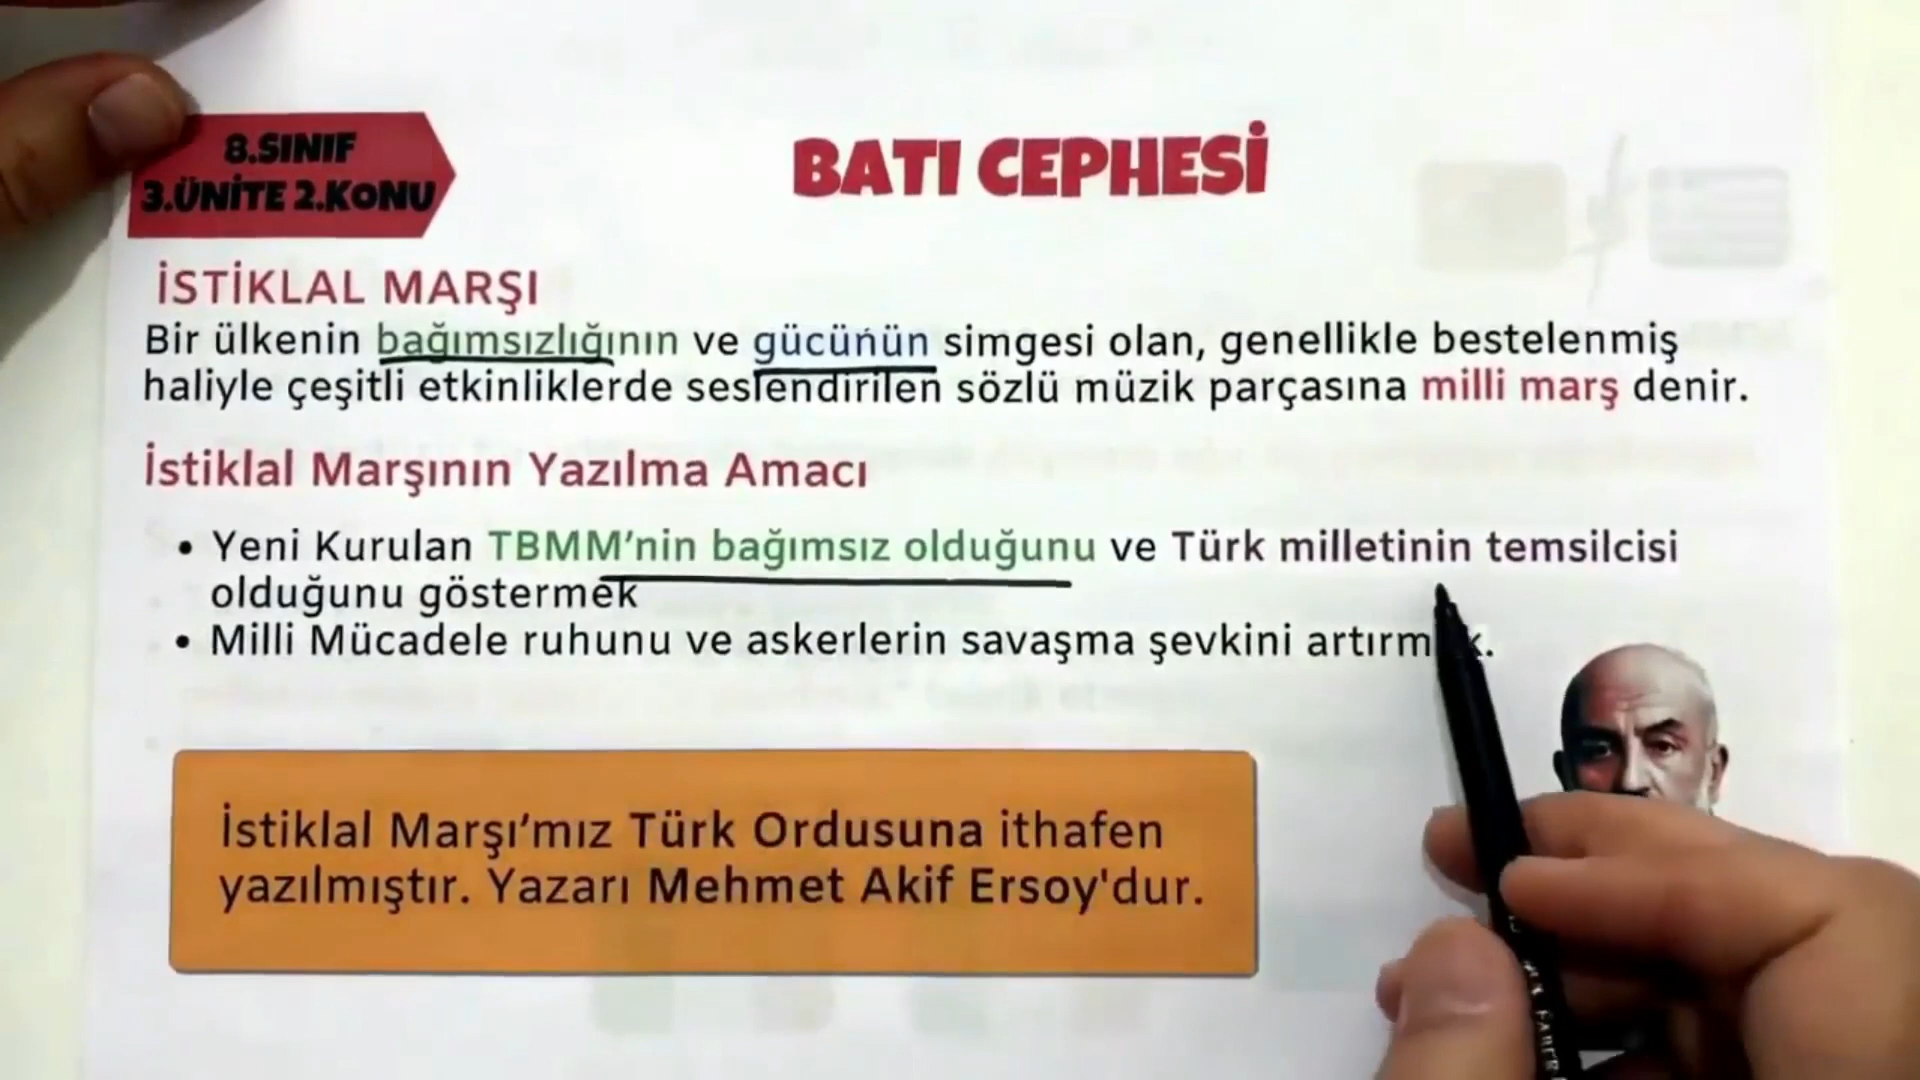 8.SINIF
3.ÜNİTE 2.KONU
BATI CEPHESİ
İSTİKLAL MARŞI
Bir ülkenin bağımsızlığının ve gücünün simgesi olan, genellikle bestelenmiş
haliyle çeşitli etkinliklerde seslendirilen sözlü müzik parçasına milli marş denir.
İstiklal Marşının Yazılma Amacı
• Yeni Kurulan TBMM'nin bağımsız olduğunu ve Türk milletinin temsilcisi
olduğunu göstermek
• Milli Mücadele ruhunu ve askerlerin savaşma şevkini artırmak.
İstiklal Marşı'mız Türk Ordusuna ithafen
yazılmıştır. Yazarı Mehmet Akif Ersoy'dur.